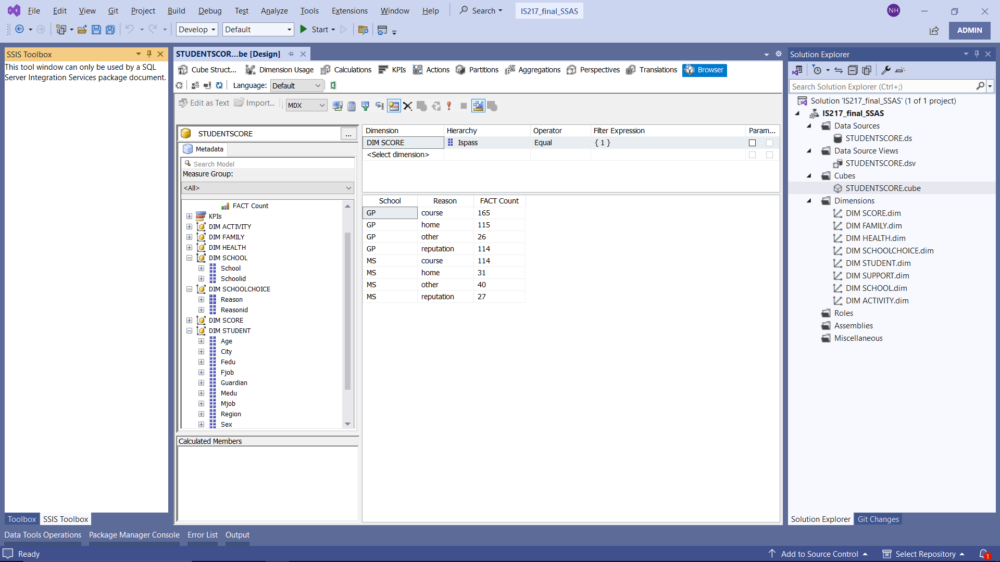 File Edit View Git Project Build Debug Test Analyze Tools Extensions Window Help Search IS217_final_SSAS NH
Develop Default Start ADMIN
SSIS Toolbox
This tool window can only be used by a SQL
Server Integration Services package document.
Toolbox SSIS Toolbox
STUDENTSCOR...be [Design]
Cube Struct... Dimension Usage Calculations KPIs Actions Partitions Aggregations Perspectives Translations Browser
Language: Default
Edit as Text Import... MDX
STUDENTSCORE ...
Metadata
Search Model
Measure Group:
<All>
FACT Count
KPIs
DIM ACTIVITY
DIM FAMILY
DIM HEALTH
DIM SCHOOL
School
Schoolid
DIM SCHOOLCHOICE
Reason
Reasonid
DIM SCORE
DIM STUDENT
Age
City
Fedu
Fjob
Guardian
Medu
Mjob
Region
Sex
Calculated Members
Dimension Hierarchy Operator Filter Expression Param...
DIM SCORE Ispass Equal { 1 }
<Select dimension>
School Reason FACT Count
GP course 165
GP home 115
GP other 26
GP reputation 114
MS course 114
MS home 31
MS other 40
MS reputation 27
Solution Explorer
Search Solution Explorer (Ctrl+;)
Solution 'IS217_final_SSAS' (1 of 1 project)
IS217_final_SSAS
Data Sources
STUDENTSCORE.ds
Data Source Views
STUDENTSCORE.dsv
Cubes
STUDENTSCORE.cube
Dimensions
DIM SCORE.dim
DIM FAMILY.dim
DIM HEALTH.dim
DIM SCHOOLCHOICE.dim
DIM STUDENT.dim
DIM SUPPORT.dim
DIM SCHOOL.dim
DIM ACTIVITY.dim
Roles
Assemblies
Miscellaneous
Solution Explorer Git Changes
Data Tools Operations Package Manager Console Error List Output
Ready Add to Source Control Select Repository 1